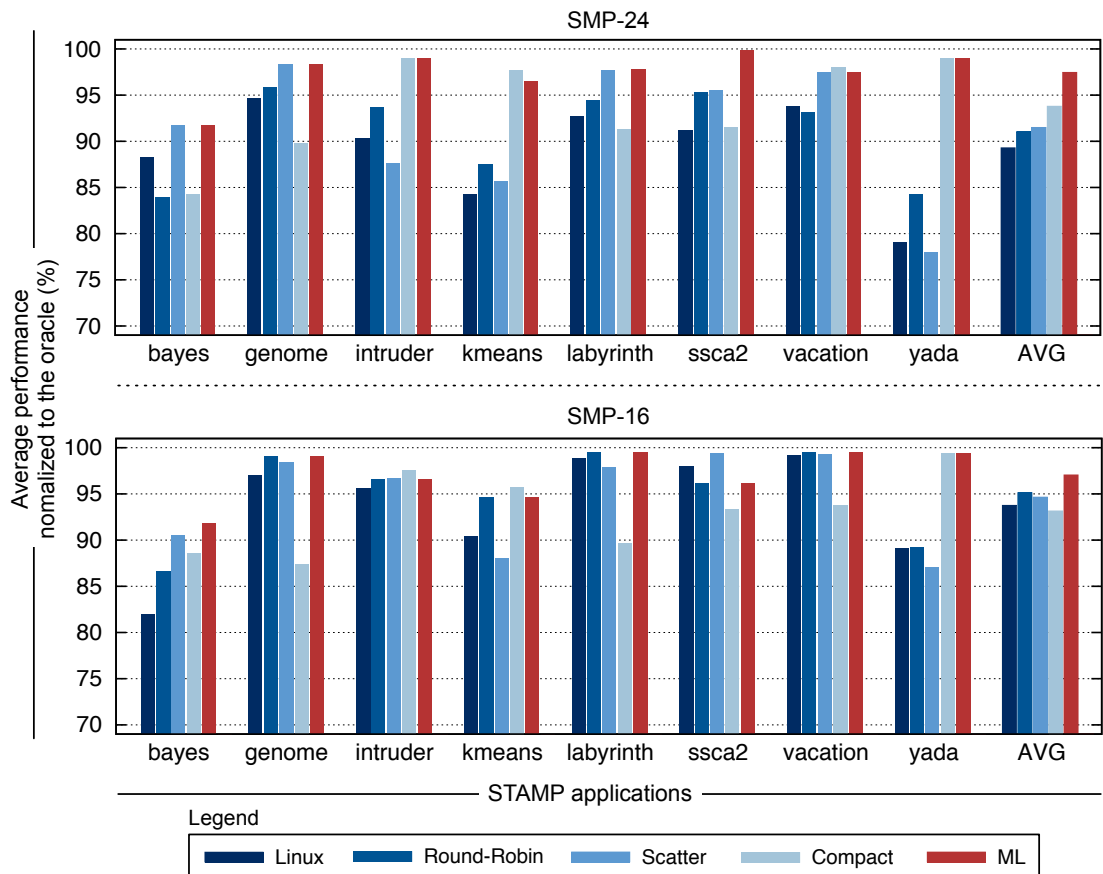 SMP-24
Average performance
nomalized to the oracle (%)
100
95
90
85
80
75
70
bayes genome intruder kmeans labyrinth ssca2 vacation yada AVG
SMP-16
100
95
90
85
80
75
70
bayes genome intruder kmeans labyrinth ssca2 vacation yada AVG
STAMP applications
Legend
Linux Round-Robin Scatter Compact ML